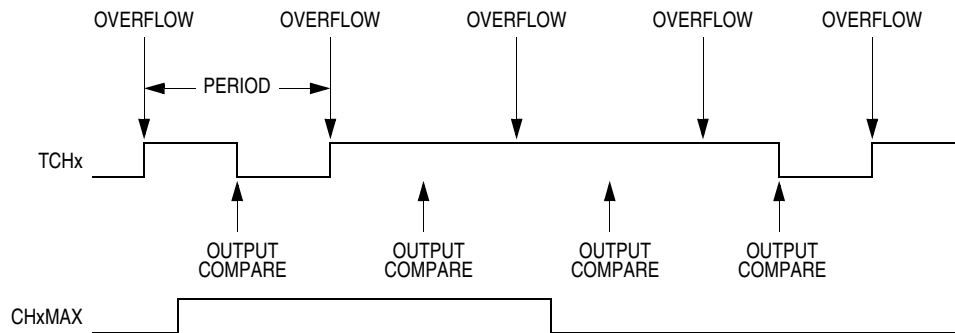 OVERFLOW OVERFLOW OVERFLOW OVERFLOW OVERFLOW
PERIOD
TCHx
OUTPUT OUTPUT OUTPUT OUTPUT
COMPARE COMPARE COMPARE COMPARE
CHxMAX